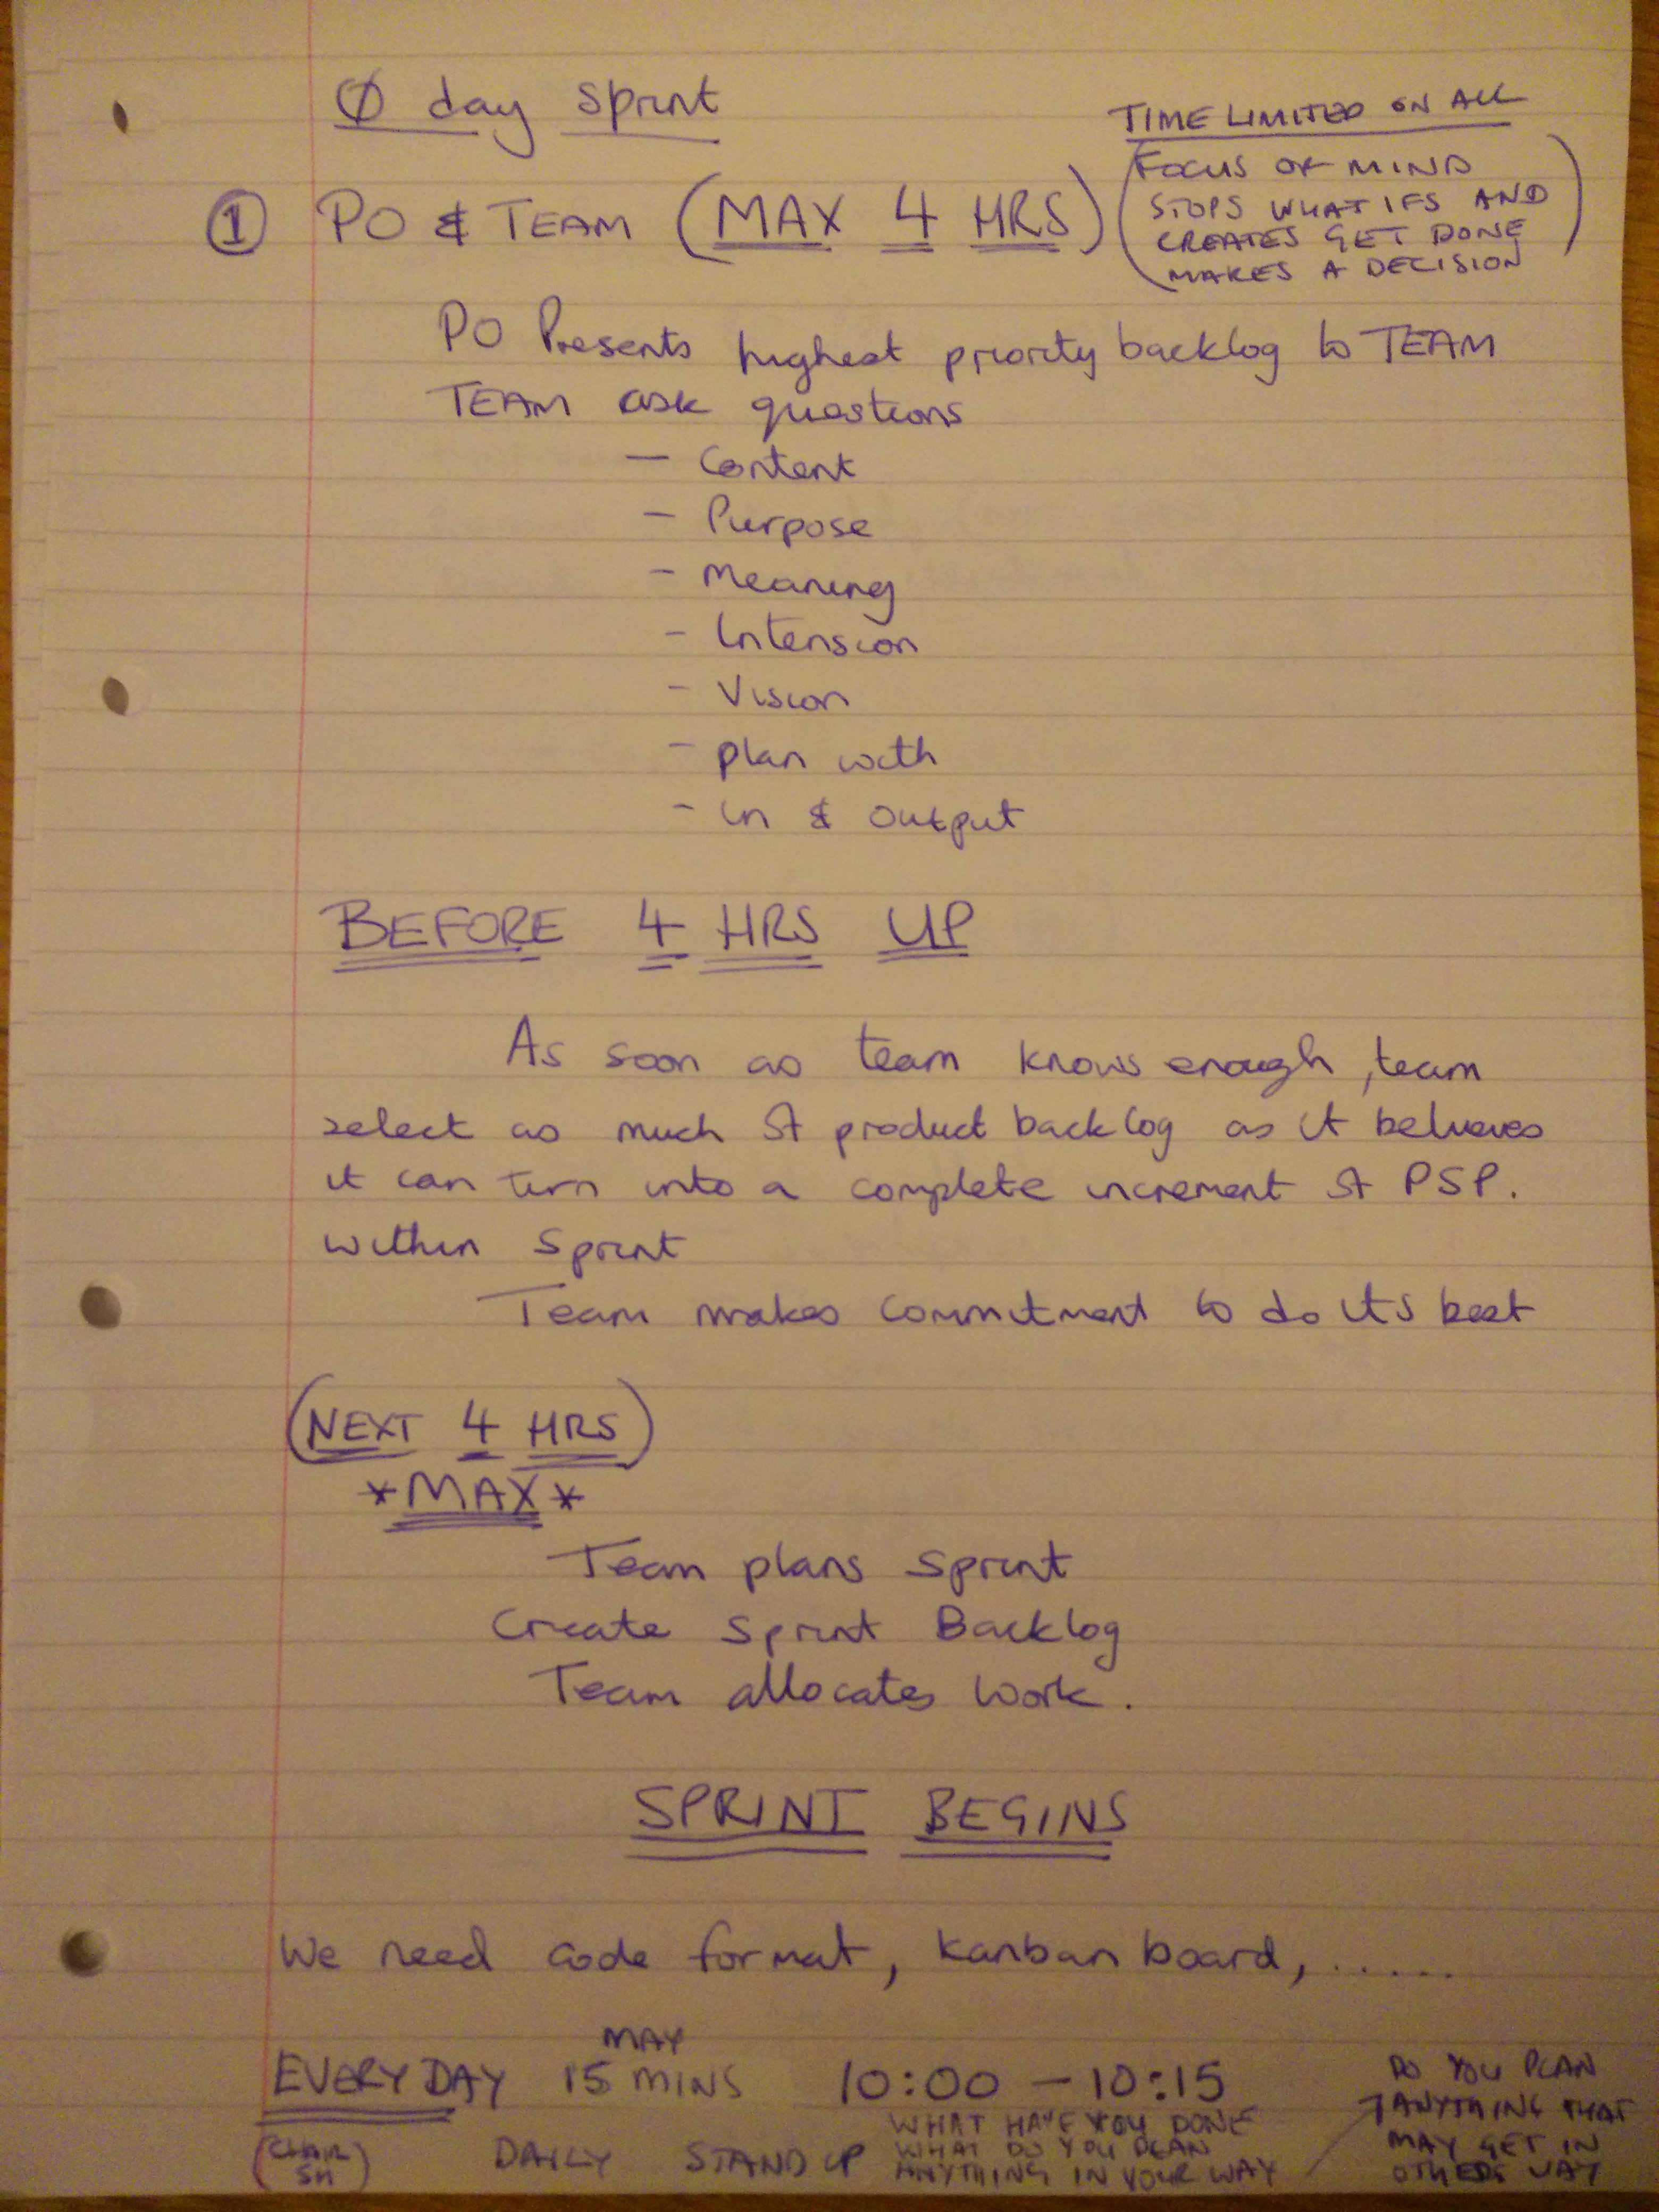 Ø day sprint
TIME LIMITED ON ALL
① PO & TEAM (MAX 4 HRS)
(FOCUS OF MIND
STOPS WHAT IFS AND
CREATES GET DONE
MAKES A DECISION)
PO Presents highest priority backlog to TEAM
TEAM ask questions
- Content
- Purpose
- Meaning
- Intension
- Vision
- plan with
- in & output
BEFORE 4 HRS UP
As soon as team knows enough, team
select as much of product backlog as it believes
it can turn into a complete increment of PSP.
within sprint
Team makes commitment to do its best
(NEXT 4 HRS)
*MAX*
Team plans sprint
Create sprint Backlog
Team allocates work.
SPRINT BEGINS
We need code format, kanban board, ......
MAX
EVERY DAY 15 MINS 10:00 - 10:15
(CHAIR
SM)
DAILY STAND UP
WHAT HAVE YOU DONE
WHAT DO YOU PLAN
ANYTHING IN YOUR WAY
DO YOU PLAN
ANYTHING THAT
MAY GET IN
OTHERS WAY